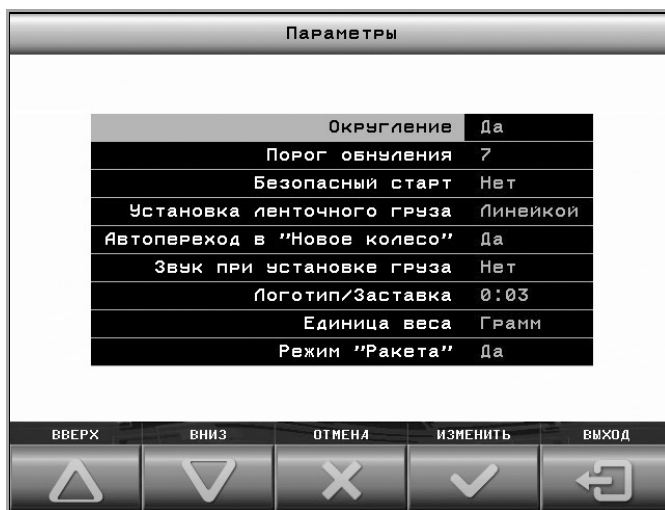 Параметры
Округление Да
Порог обнуления 7
Безопасный старт Нет
Установка ленточного груза Линейкой
Автопереход в "Новое колесо" Да
Звук при установке груза Нет
Логотип/Заставка 0:03
Единица веса Грамм
Режим "Ракета" Да
ВВЕРХ ВНИЗ ОТМЕНА ИЗМЕНИТЬ ВЫХОД